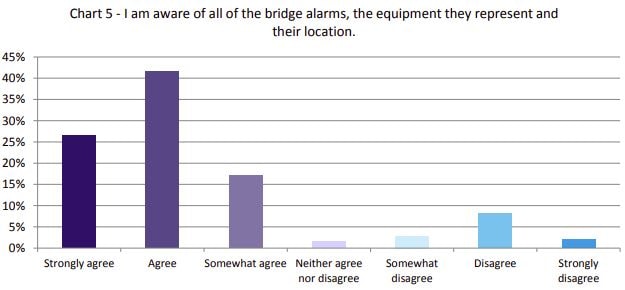 Chart 5 - I am aware of all of the bridge alarms, the equipment they represent and
their location.
45%
40%
35%
30%
25%
20%
15%
10%
5%
0%
Strongly agree
Agree
Somewhat agree
Neither agree
nor disagree
Somewhat
disagree
Disagree
Strongly
disagree